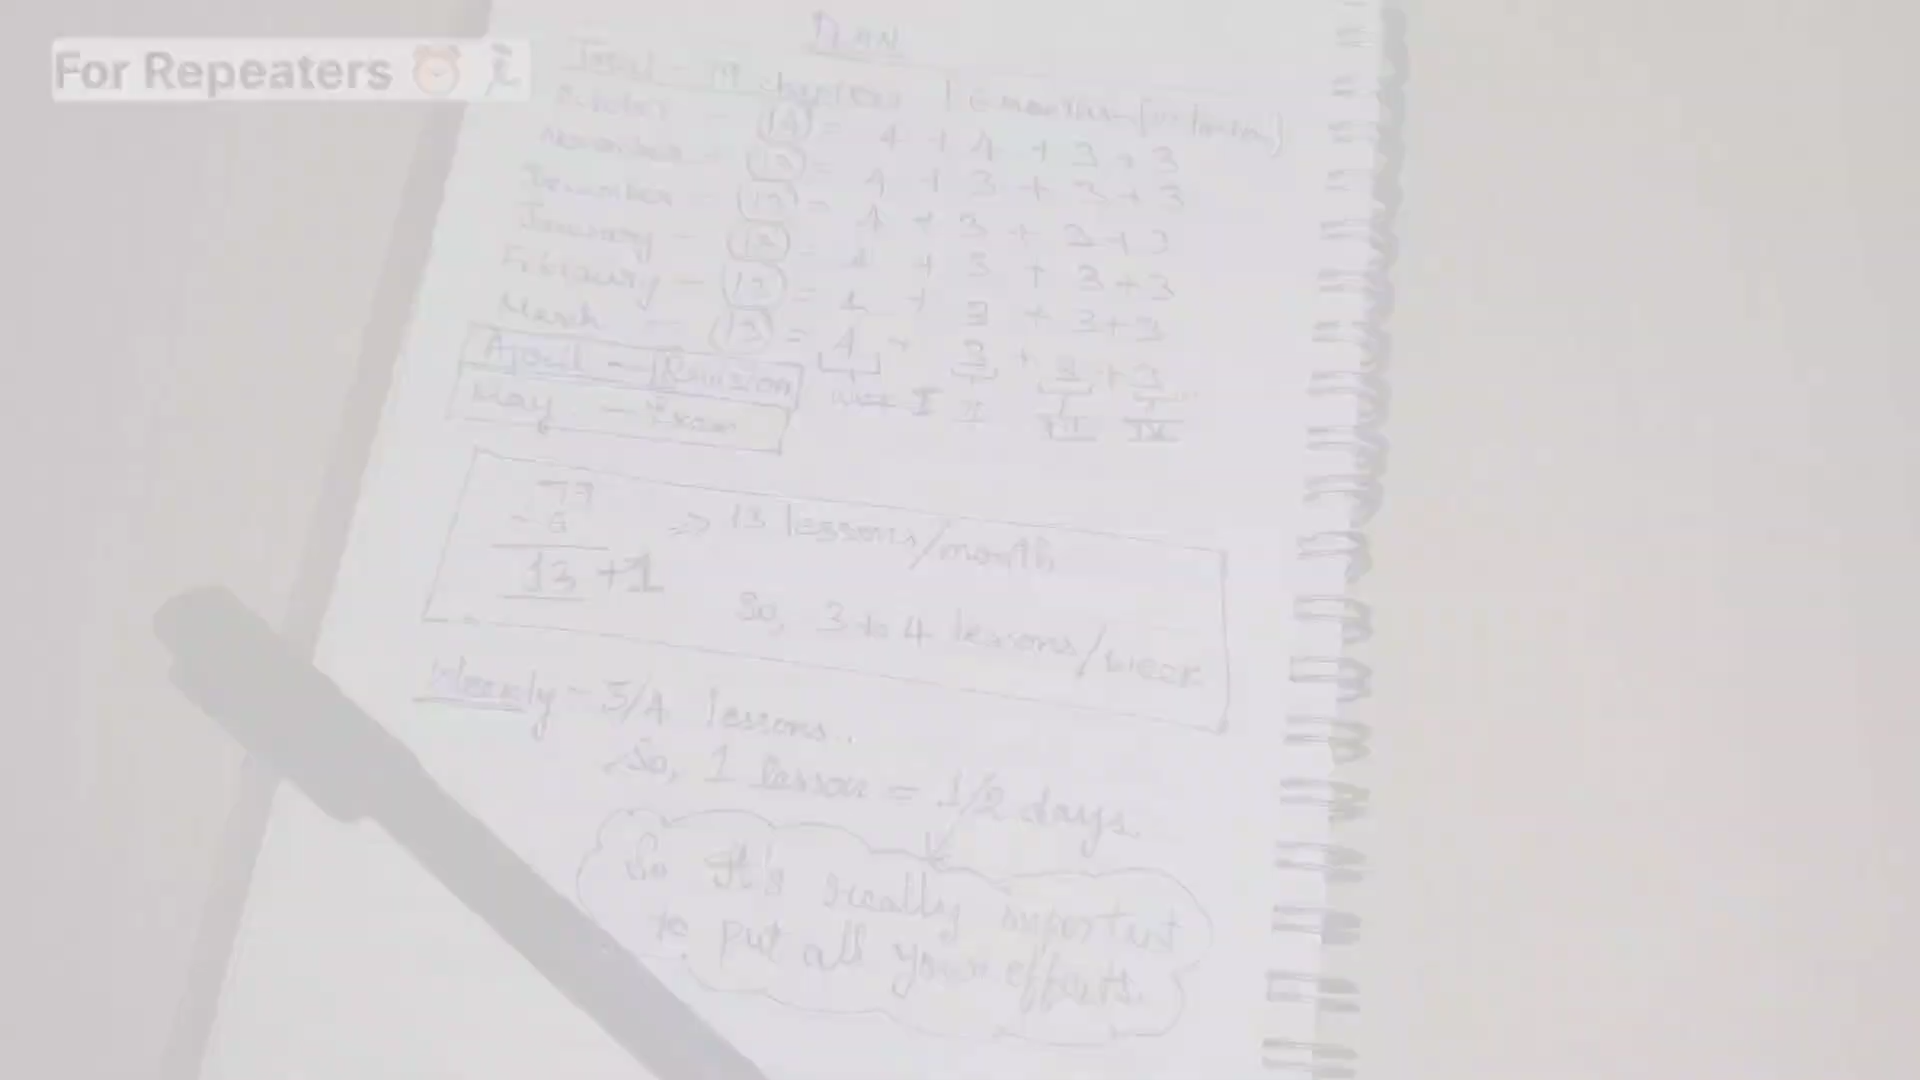 For Repeaters ⏰
PLAN
Total - 79 chapters | 6 months
October - 14 = 4 + 4 + 3 + 3
November - 13 = 4 + 3 + 3 + 3
December - 13 = 4 + 3 + 3 + 3
January - 13 = 4 + 3 + 3 + 3
February - 13 = 4 + 3 + 3 + 3
March - 13 = 4 + 3 + 3 + 3
April - Revision
Week I II III IV
May - Exam
79
- 6
13 +1
=> 13 lessons/month
So, 3 to 4 lessons/week
Weekly - 3/4 lessons.
So, 1 lesson = 1/2 days.
So It's really important
to put all your efforts.